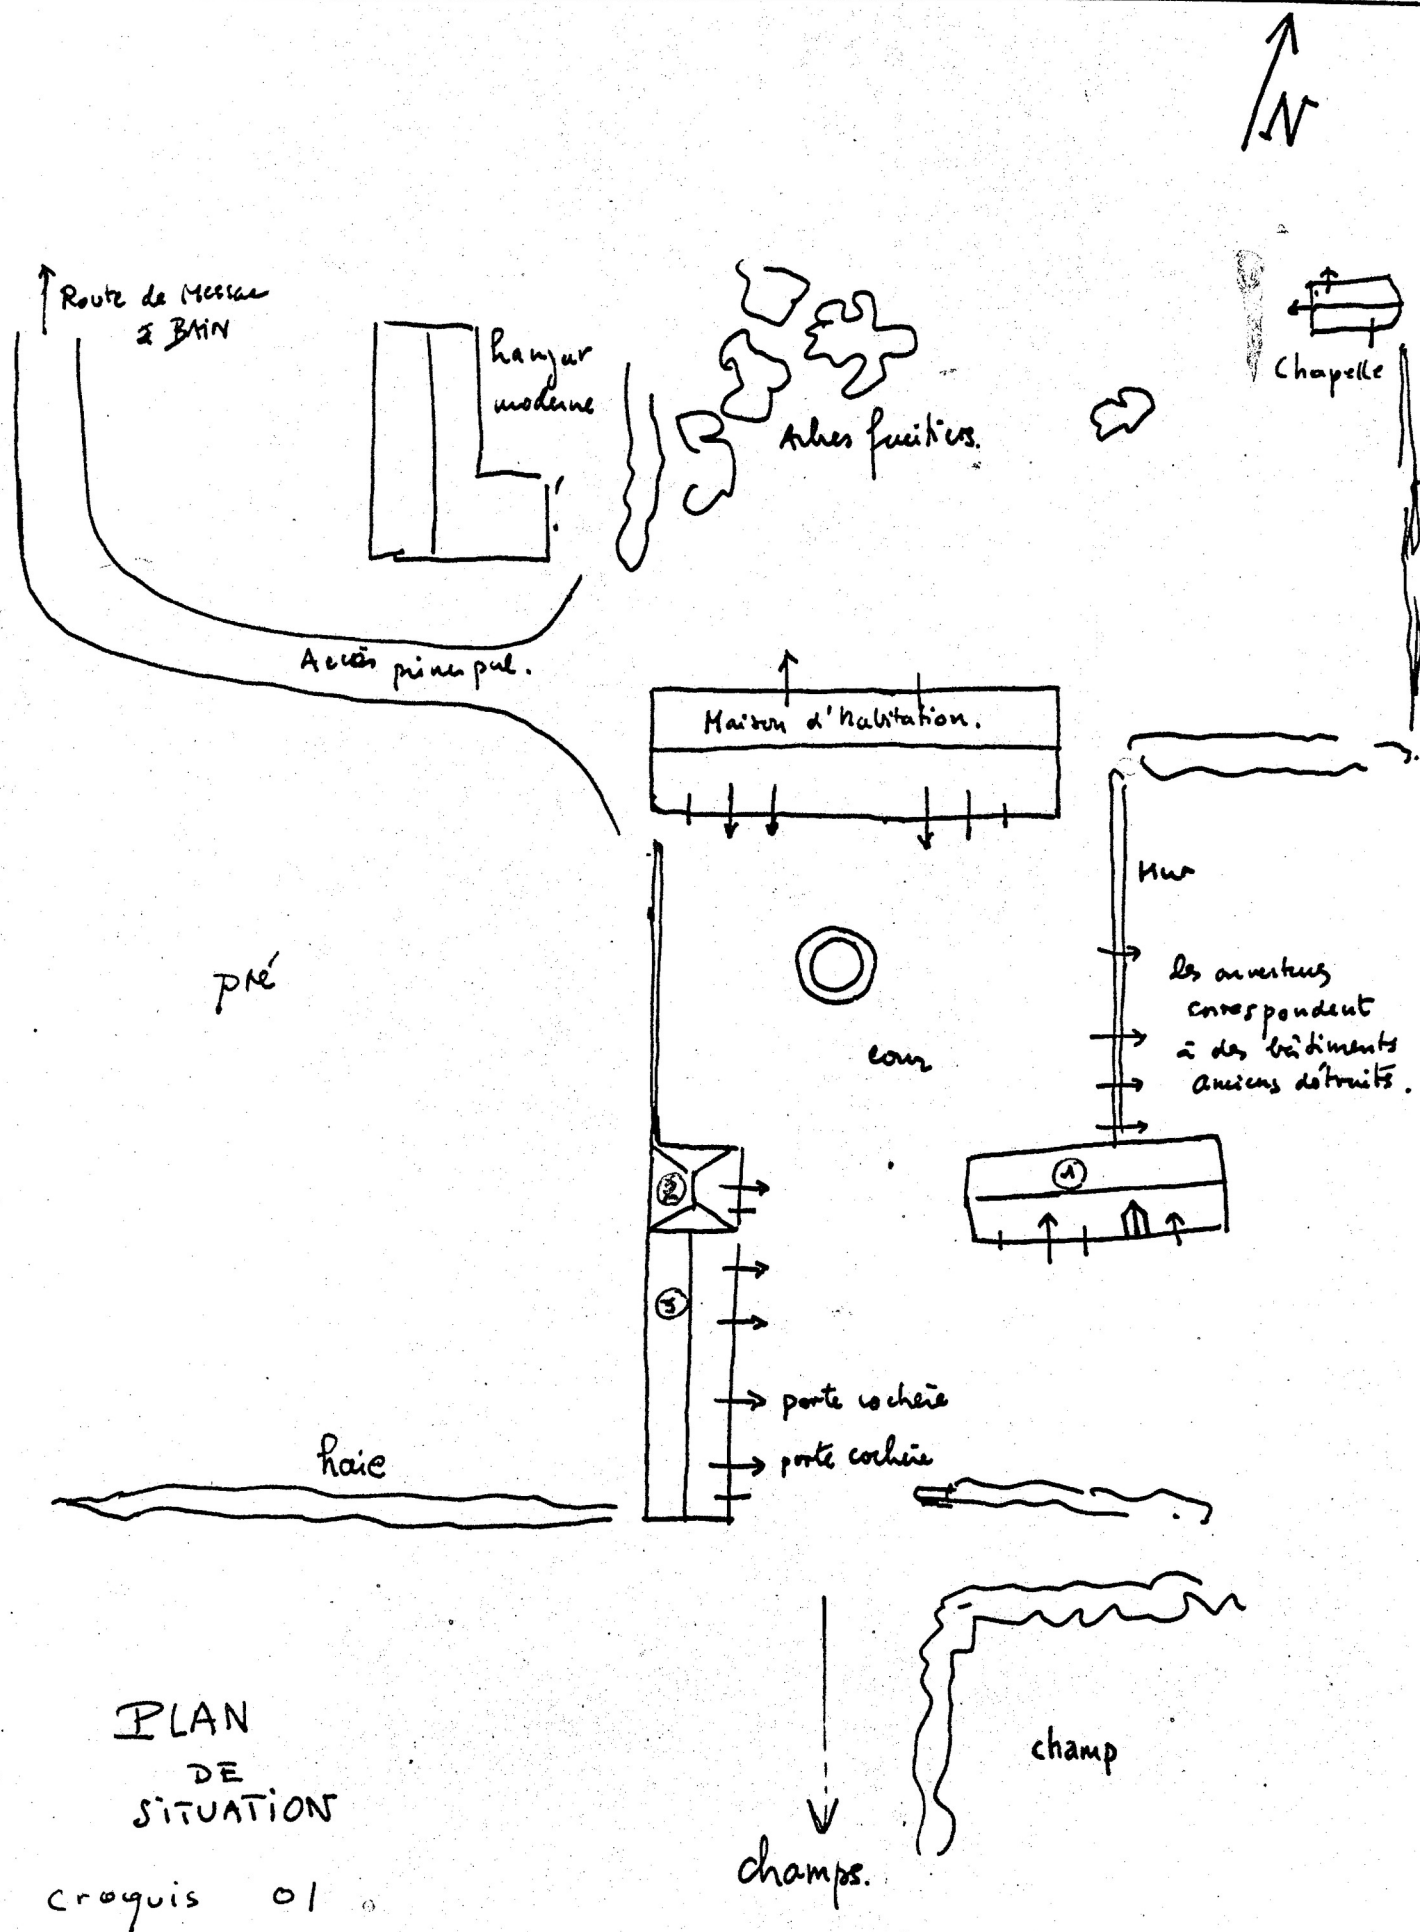 N
Route de Messac
à BAIN
hangar
moderne
Arbres fruitiers.
Chapelle
Accès principal.
Maison d'habitation.
Mur
les ouvertures
correspondent
à des bâtiments
anciens détruits.
pré
cour
1
2
3
porte cochère
porte cochère
haie
champ
champs.
PLAN
DE
SITUATION
croquis 01